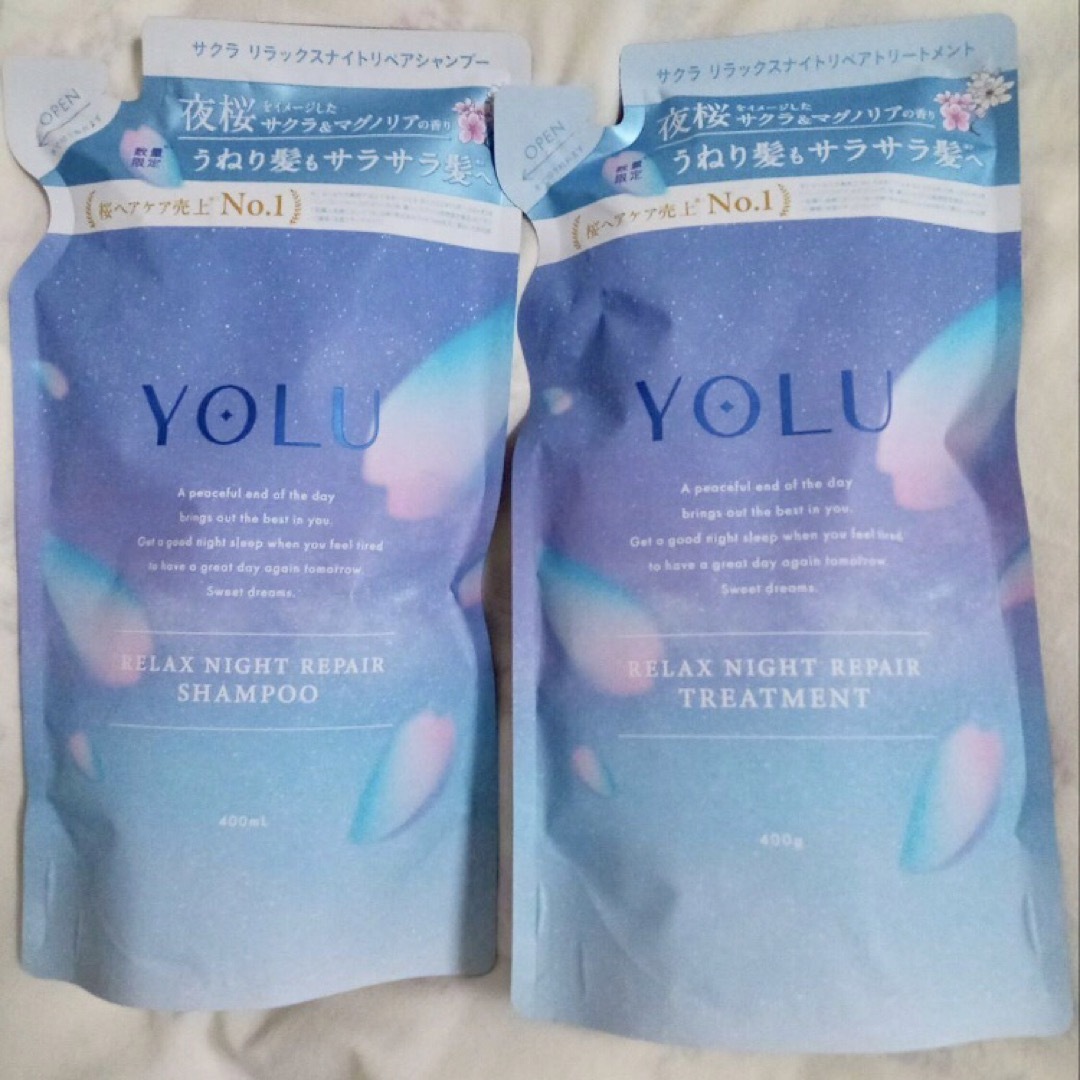 サクラ リラックスナイトリペアシャンプー
OPEN
夜桜をイメージした
サクラ&マグノリアの香り
数量
限定
うねり髪もサラサラ髪へ
桜ヘアケア売上 No.1
YOLU
A peaceful end of the day
brings out the best in you.
Get a good night sleep when you feel tired
to have a great day again tomorrow.
Sweet dreams.
RELAX NIGHT REPAIR
SHAMPOO
400mL
サクラ リラックスナイトリペアトリートメント
OPEN
夜桜をイメージした
サクラ&マグノリアの香り
数量
限定
うねり髪もサラサラ髪へ
桜ヘアケア売上 No.1
YOLU
A peaceful end of the day
brings out the best in you.
Get a good night sleep when you feel tired
to have a great day again tomorrow.
Sweet dreams.
RELAX NIGHT REPAIR
TREATMENT
400g